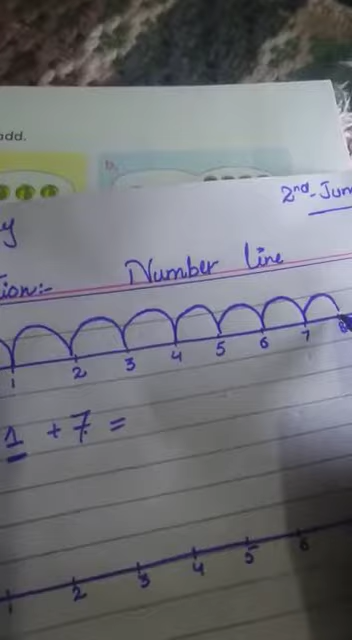 add.
b.
2nd-Jun
y
ion:- Number line
1 2 3 4 5 6 7 8
1 + 7 =
1 2 3 4 5 6